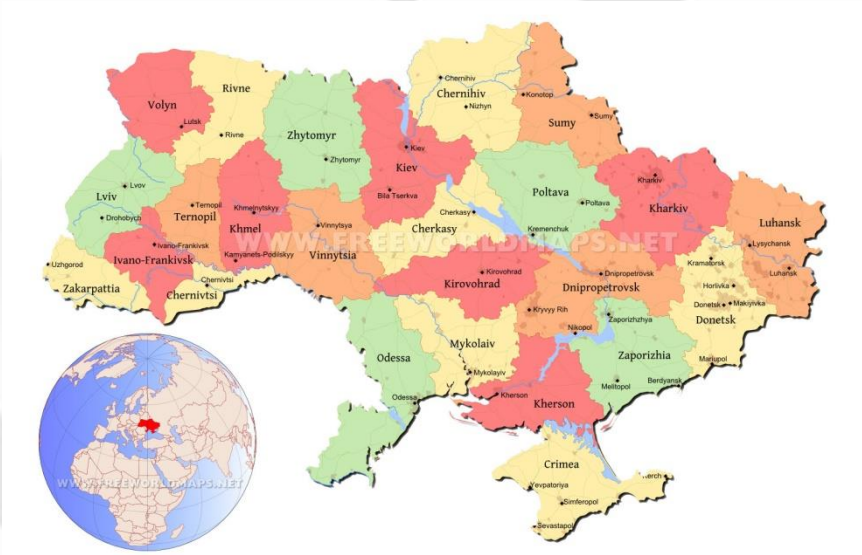 Chernihiv
Chernihiv
Nizhyn
Konotop
Sumy
Sumy
Rivne
Rivne
Volyn
Lutsk
Zhytomyr
Zhytomyr
Kiev
Kiev
Bila Tserkva
Lvov
Lviv
Drohobych
Ternopil
Ternopil
Khmelnytskyy
Khmel
Kamyanets-Podilskyy
Ivano-Frankivsk
Ivano-Frankivsk
Vinnytsya
Vinnytsia
Cherkasy
Cherkasy
Poltava
Poltava
Kremenchuk
Kharkiv
Kharkiv
Luhansk
Lysychansk
Luhansk
Kramatorsk
Horlivka
Donetsk
Makiyivka
Donetsk
Mariupol
WWW.FREEWORLDMAPS.NET
Uzhgorod
Zakarpattia
Chernivtsi
Chernivtsi
Kirovohrad
Kirovohrad
Dnipropetrovsk
Dnipropetrovsk
Kryvyy Rih
Nikopol
Zaporizhzhya
Zaporizhia
Melitopol
Berdyansk
Odessa
Odessa
Mykolaiv
Mykolayiv
Kherson
Kherson
Crimea
Yevpatoriya
Simferopol
Sevastapol
WWW.FREEWORLDMAPS.NET